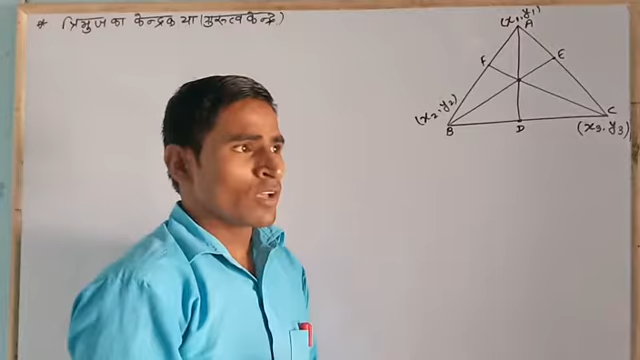 * त्रिभुज का केन्द्रक या (गुरुत्व केन्द्र)
(x₁, y₁)
A
F
E
(x₂, y₂)
B
D
C
(x₃, y₃)